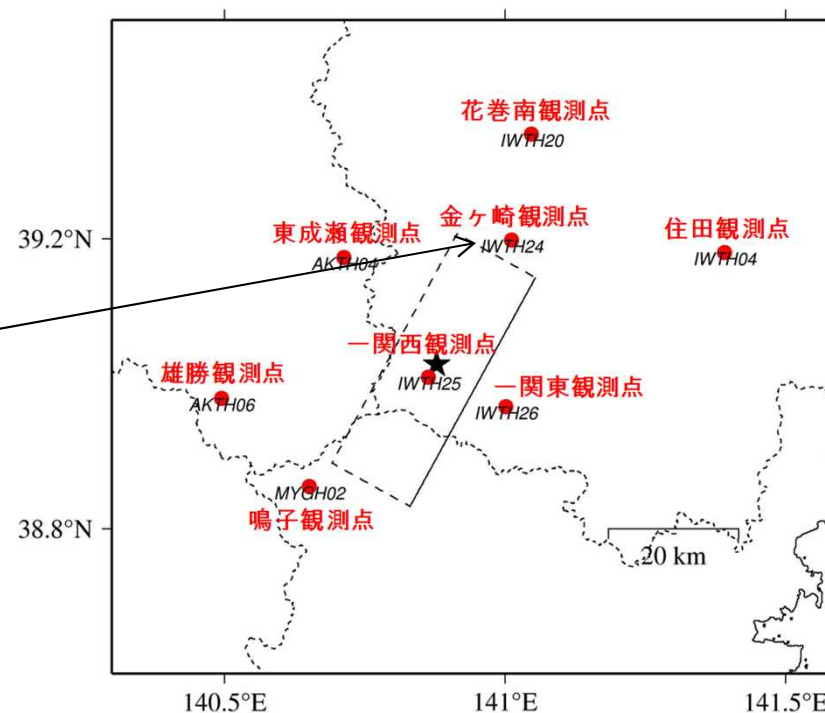 花巻南観測点
IWTH20
金ヶ崎観測点
IWTH24
住田観測点
IWTH04
東成瀬観測点
AKTH04
39.2°N
一関西観測点
IWTH25
一関東観測点
IWTH26
雄勝観測点
AKTH06
MYGH02
鳴子観測点
38.8°N
20 km
140.5°E
141°E
141.5°E